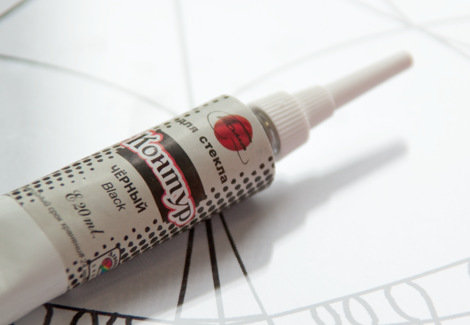 для стекла
Контур
ЧЁРНЫЙ
Black
20 ml.